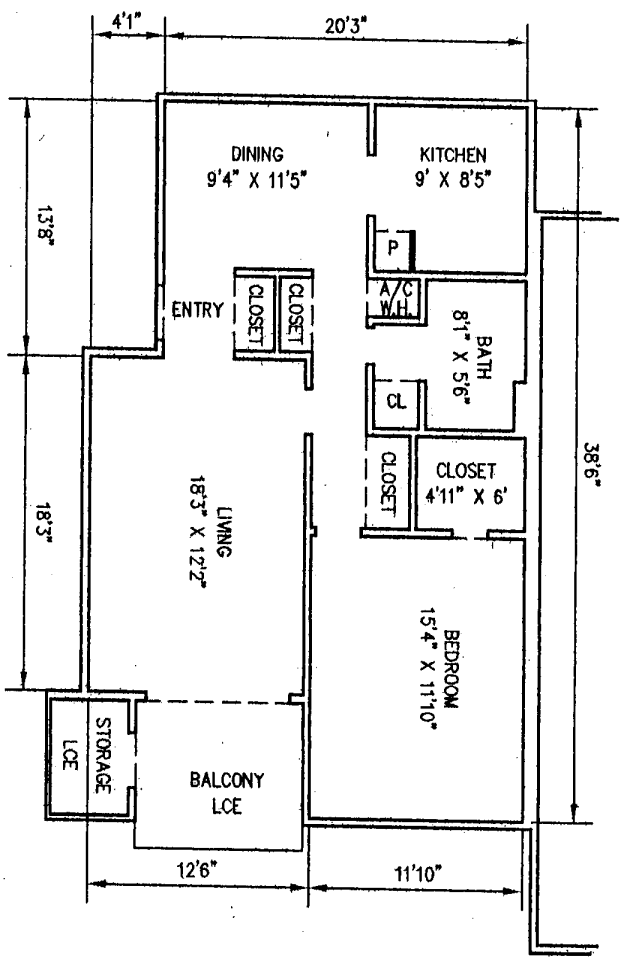 4'1"
20'3"
DINING
9'4" X 11'5"
KITCHEN
9' X 8'5"
13'8"
P
A/C
W.H.
ENTRY
CLOSET
CLOSET
BATH
8'1" X 5'6"
CL
38'6"
CLOSET
CLOSET
4'11" X 6'
18'3"
LIVING
18'3" X 12'2"
BEDROOM
15'4" X 11'10"
STORAGE
LCE
BALCONY
LCE
12'6"
11'10"